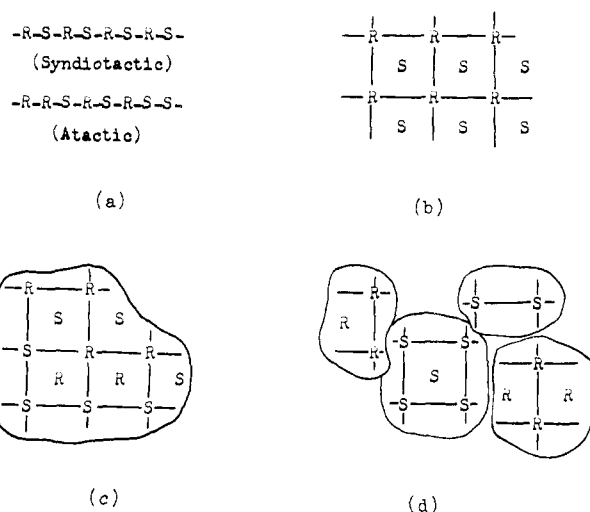 -R-S-R-S-R-S-R-S-
(Syndiotactic)
-R-R-S-R-S-R-S-S-
(Atactic)
(a)
R R R
S S S
R R R
S S S
(b)
R R
S S
S R R
R R S
S S S
(c)
R
R
R
S S
S
S S
S S
R
R R
R
(d)